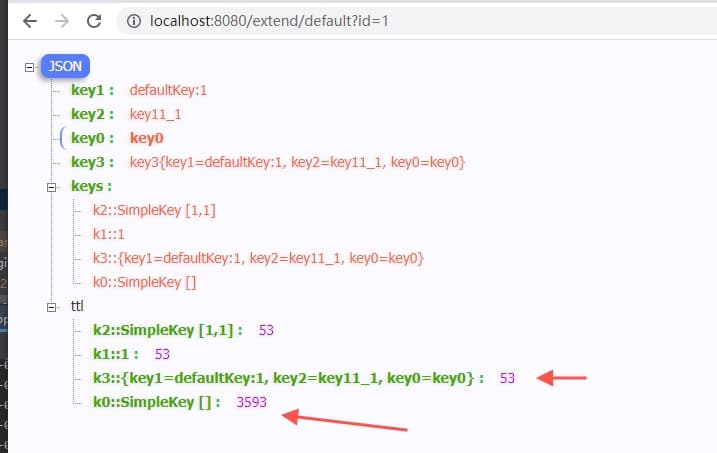 localhost:8080/extend/default?id=1
JSON
key1 : defaultKey:1
key2 : key11_1
key0 : key0
key3 : key3{key1=defaultKey:1, key2=key11_1, key0=key0}
keys :
k2::SimpleKey [1,1]
k1::1
k3::{key1=defaultKey:1, key2=key11_1, key0=key0}
k0::SimpleKey []
ttl
k2::SimpleKey [1,1] : 53
k1::1 : 53
k3::{key1=defaultKey:1, key2=key11_1, key0=key0} : 53
k0::SimpleKey [] : 3593